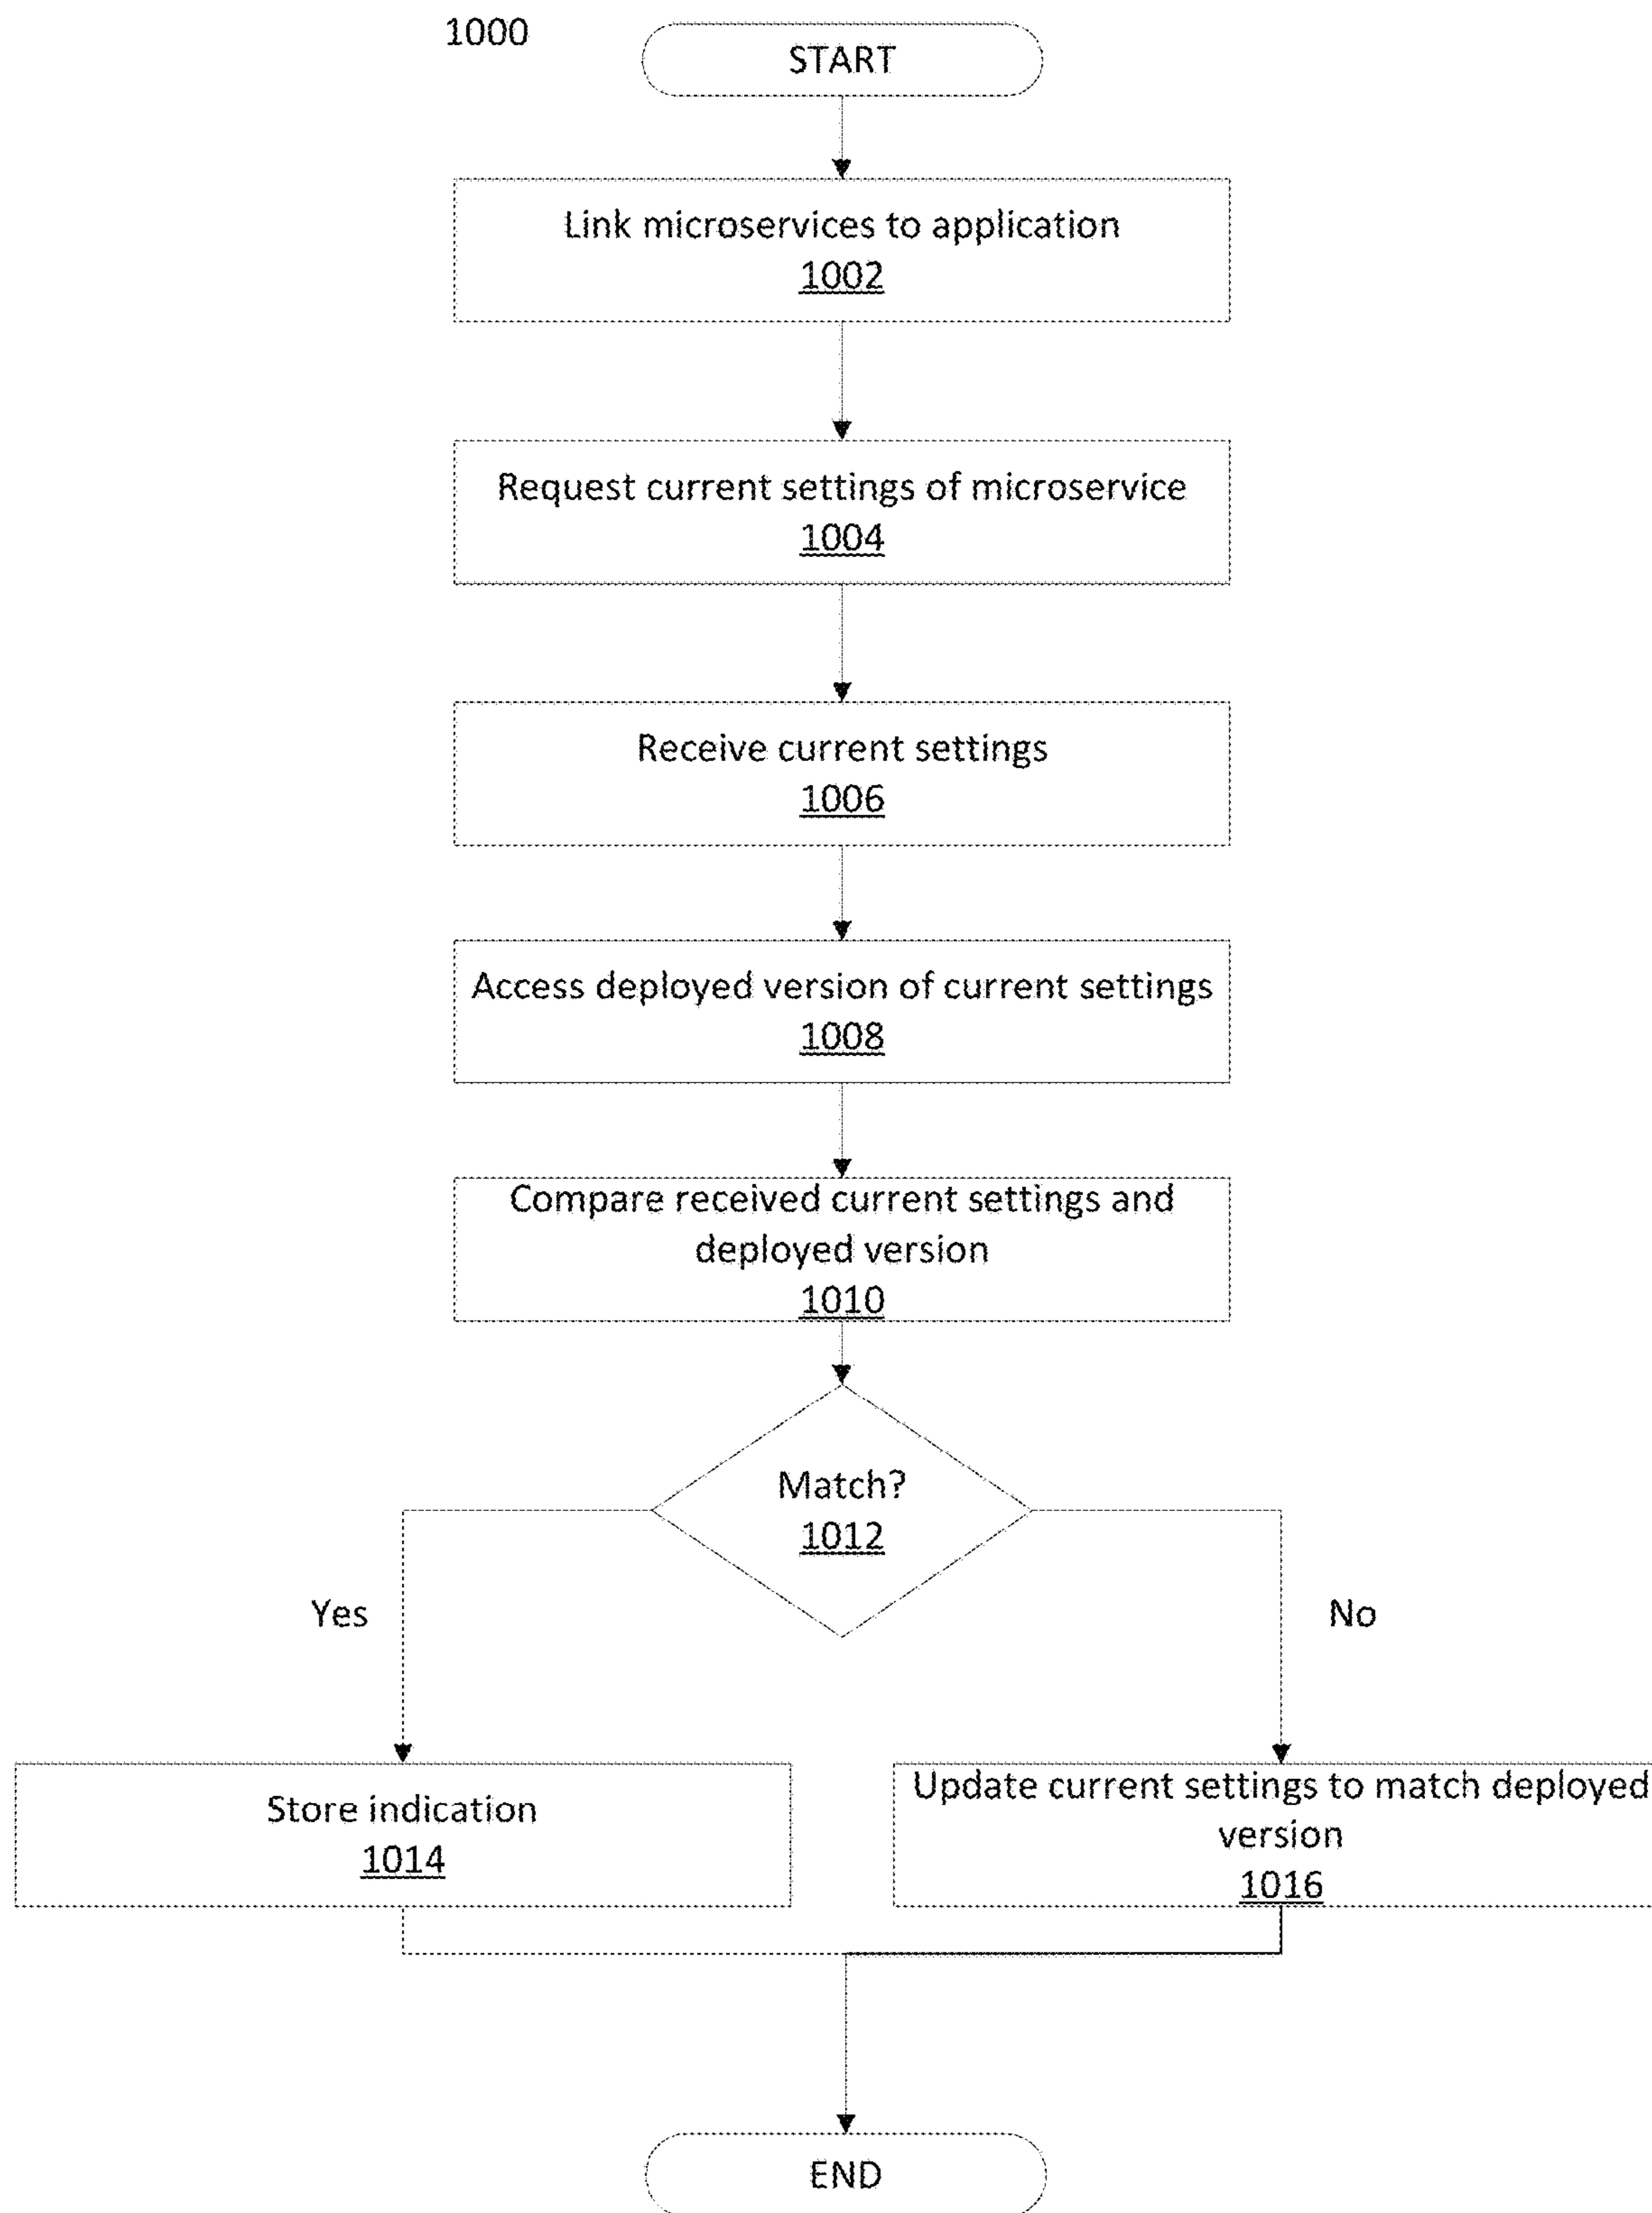 1000
START
Link microservices to application
1002
Request current settings of microservice
1004
Receive current settings
1006
Access deployed version of current settings
1008
Compare received current settings and
deployed version
1010
Match?
1012
Yes
No
Store indication
1014
Update current settings to match deployed
version
1016
END